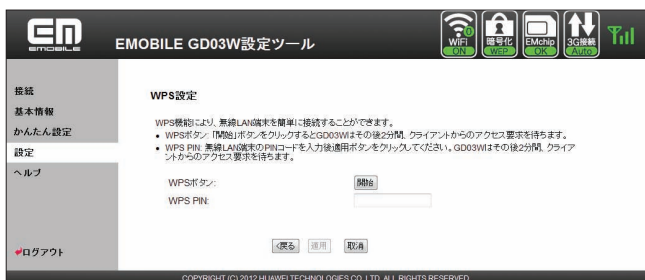 EM
EMOBILE
EMOBILE GD03W設定ツール
WiFi
ON
0
暗号化
WEP
EMchip
OK
3G接続
Auto
接続
基本情報
かんたん設定
設定
ヘルプ
ログアウト
WPS設定
WPS機能により、無線LAN端末を簡単に接続することができます。
• WPSボタン:「開始」ボタンをクリックするとGD03Wはその後2分間、クライアントからのアクセス要求を待ちます。
• WPS PIN: 無線LAN端末のPINコードを入力後適用ボタンをクリックしてください。GD03Wはその後2分間、クライア
ントからのアクセス要求を待ちます。
WPSボタン: 開始
WPS PIN:
<戻る 適用 取消
COPYRIGHT (C) 2012 HUAWEI TECHNOLOGIES CO., LTD. ALL RIGHTS RESERVED.